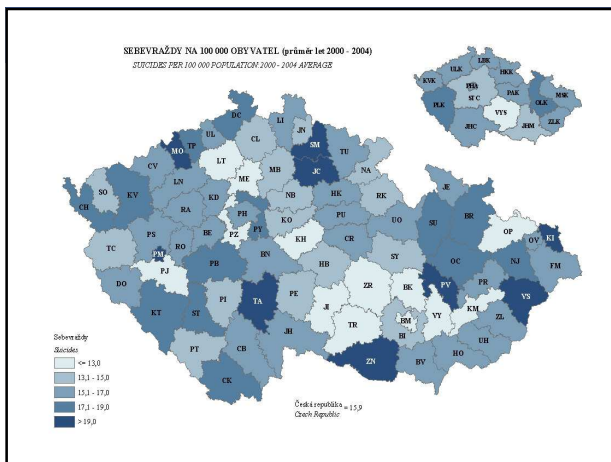 SEBEVRAŽDY NA 100 000 OBYVATEL (průměr let 2000 - 2004)
SUICIDES PER 100 000 POPULATION 2000 - 2004 AVERAGE
LBK
ULK
HKK
KVK
PHA
STC
PAK
MSK
PLK
OLK
VYS
ZLK
JHC
JHM
DC
LI
JN
SM
MO
TP
UL
CL
TU
CV
LT
JC
NA
ME
MH
JE
SO
LN
KV
KD
NB
HK
RK
CH
RA
PH
KO
PU
UO
SU
BR
OP
KI
PS
RO
BE
PZ
PY
KH
CR
OV
TC
PM
BN
SY
OC
NJ
FM
PJ
PB
HB
DO
PV
PR
VS
ZR
BK
KT
ST
PI
TA
PE
JI
KM
BM
VY
ZL
TR
BI
UH
PT
CB
JH
HO
ZN
BV
CK
Sebevraždy
Suicides
<= 13,0
13,1 - 15,0
15,1 - 17,0
17,1 - 19,0
> 19,0
Česká republika
Czech Republic
= 15,9